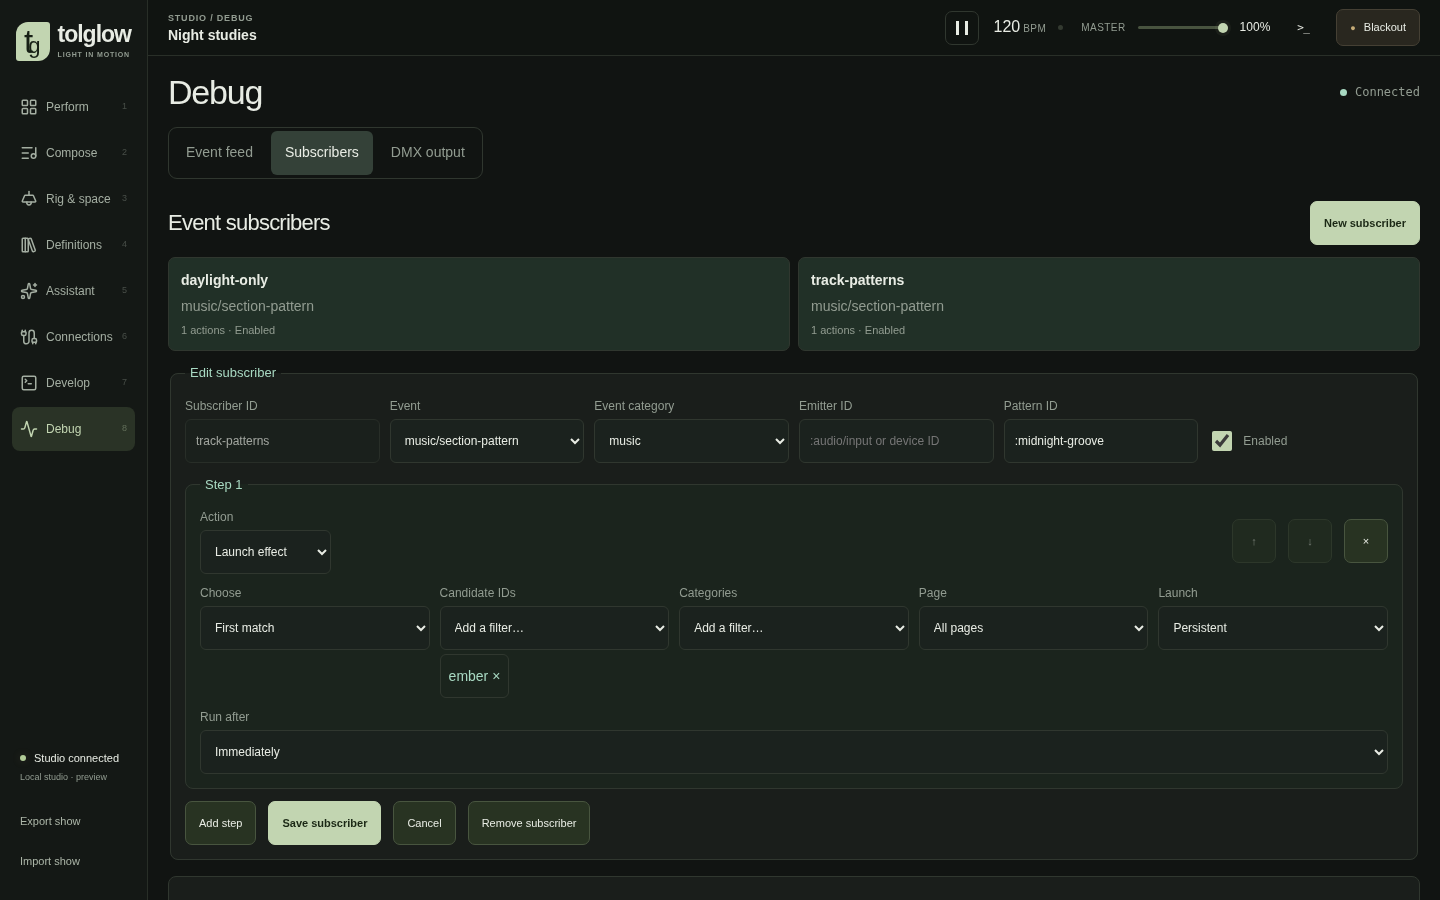 tg tolglow
LIGHT IN MOTION
Perform 1
Compose 2
Rig & space 3
Definitions 4
Assistant 5
Connections 6
Develop 7
Debug 8
Studio connected
Local studio · preview
Export show
Import show
STUDIO / DEBUG
Night studies
120 BPM
MASTER
100%
>_
Blackout
Debug
Connected
Event feed
Subscribers
DMX output
Event subscribers
New subscriber
daylight-only
music/section-pattern
1 actions · Enabled
track-patterns
music/section-pattern
1 actions · Enabled
Edit subscriber
Subscriber ID
track-patterns
Event
music/section-pattern
Event category
music
Emitter ID
:audio/input or device ID
Pattern ID
:midnight-groove
Enabled
Step 1
Action
Launch effect
↑
↓
×
Choose
First match
Candidate IDs
Add a filter…
ember ×
Categories
Add a filter…
Page
All pages
Launch
Persistent
Run after
Immediately
Add step
Save subscriber
Cancel
Remove subscriber